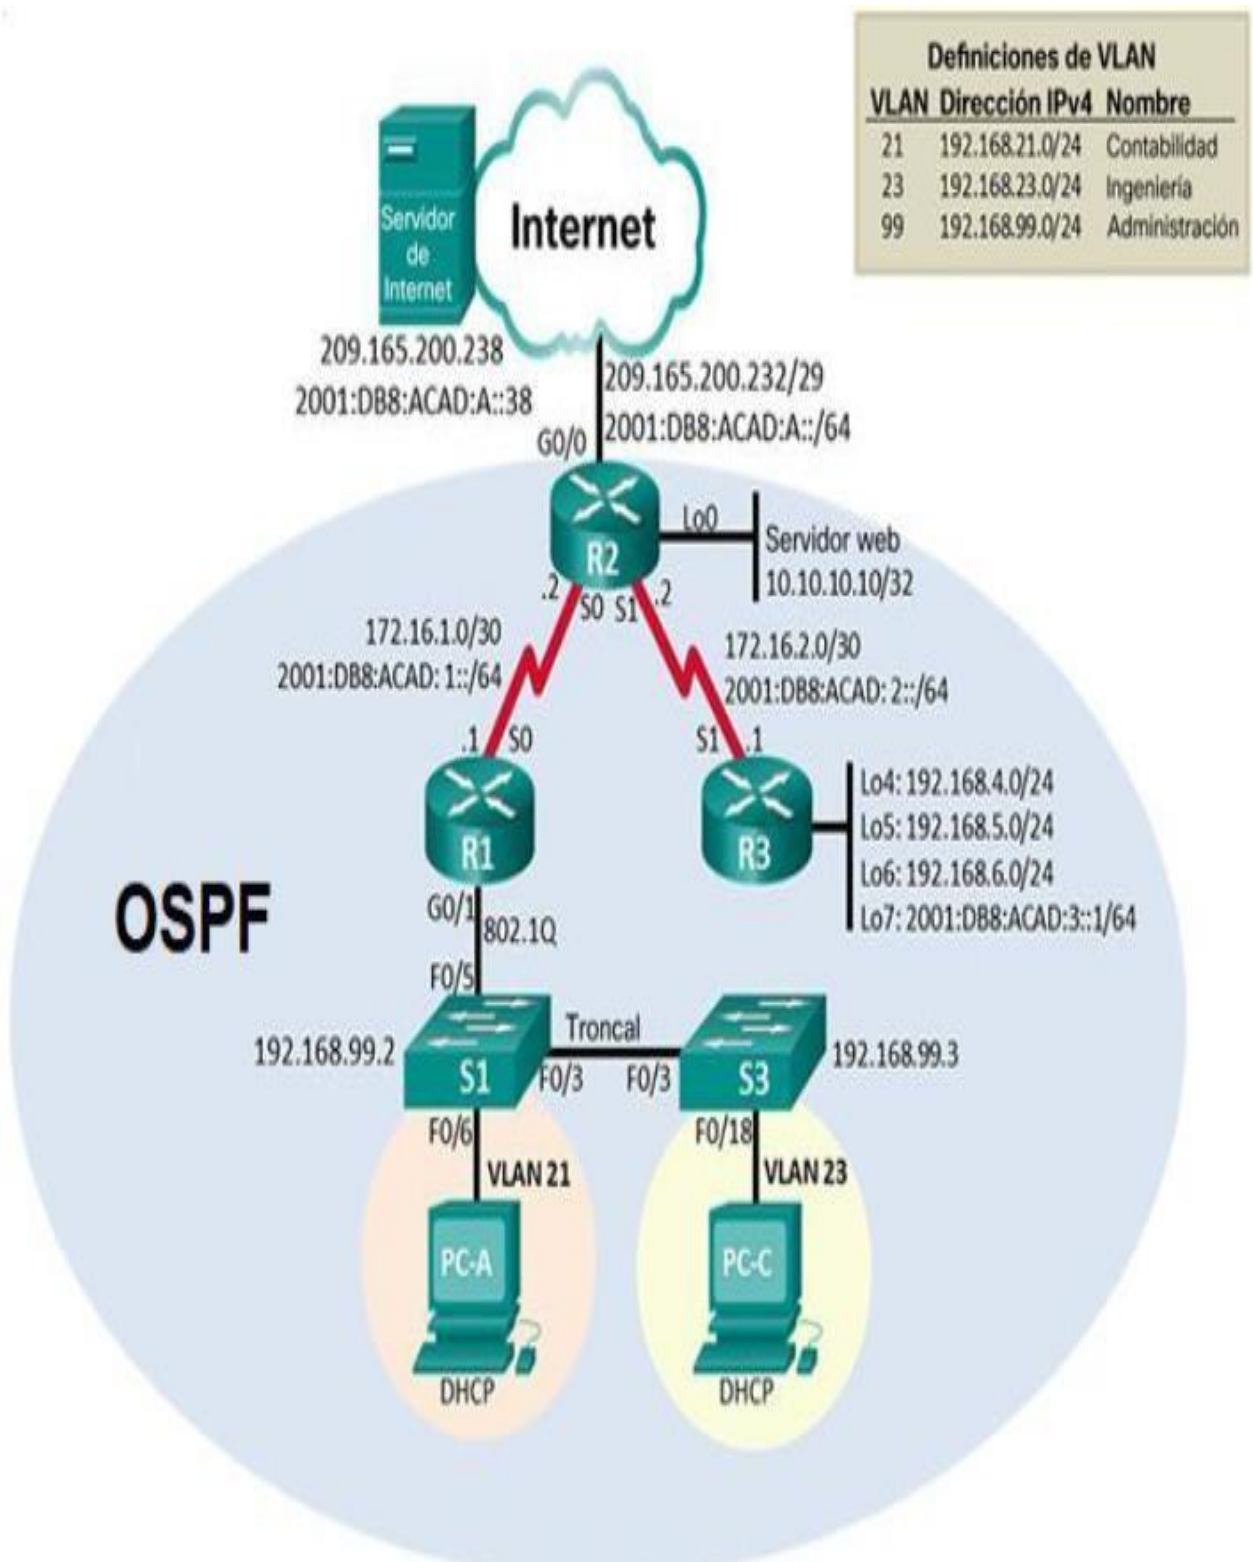 Definiciones de VLAN
VLAN Dirección IPv4 Nombre
21 192.168.21.0/24 Contabilidad
23 192.168.23.0/24 Ingeniería
99 192.168.99.0/24 Administración
Servidor
de
Internet
Internet
209.165.200.238
2001:DB8:ACAD:A::38
209.165.200.232/29
2001:DB8:ACAD:A::/64
G0/0
R2
Lo0
Servidor web
10.10.10.10/32
.2
S0
S1
.2
172.16.1.0/30
2001:DB8:ACAD: 1::/64
172.16.2.0/30
2001:DB8:ACAD: 2::/64
.1
S0
S1
.1
R1
R3
Lo4: 192.168.4.0/24
Lo5: 192.168.5.0/24
Lo6: 192.168.6.0/24
Lo7: 2001:DB8:ACAD:3::1/64
OSPF
G0/1
802.1Q
F0/5
192.168.99.2
S1
Troncal
F0/3
F0/3
S3
192.168.99.3
F0/6
VLAN 21
F0/18
VLAN 23
PC-A
PC-C
DHCP
DHCP